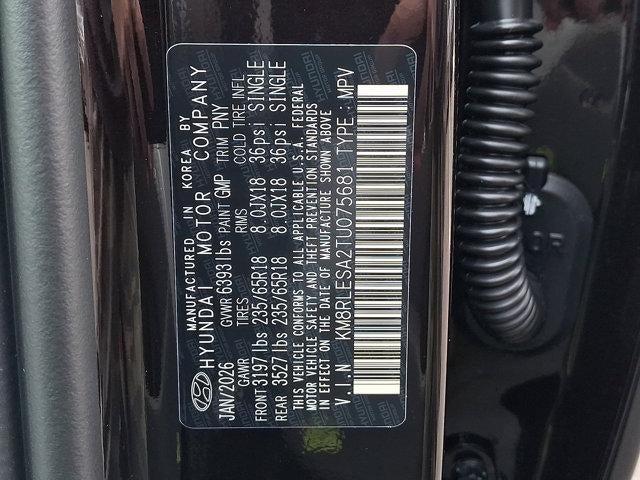 MANUFACTURED IN KOREA BY
HYUNDAI MOTOR COMPANY
JAN/2026 GVWR 6393lbs PAINT GMP TRIM PNY
GAWR TIRES RIMS COLD TIRE INFL
FRONT 3197lbs 235/65R18 8.0JX18 36psi SINGLE
REAR 3527lbs 235/65R18 8.0JX18 36psi SINGLE
THIS VEHICLE CONFORMS TO ALL APPLICABLE U.S.A. FEDERAL
MOTOR VEHICLE SAFETY AND THEFT PREVENTION STANDARDS
IN EFFECT ON THE DATE OF MANUFACTURE SHOWN ABOVE
V.I.N KM8RLESA2TU075681 TYPE : MPV